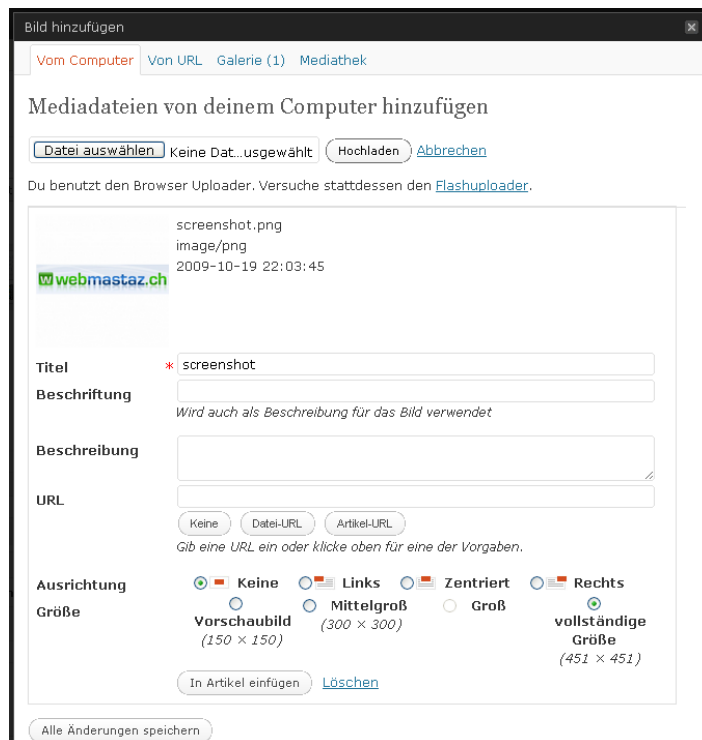 Bild hinzufügen
Vom Computer Von URL Galerie (1) Mediathek
Mediadateien von deinem Computer hinzufügen
Datei auswählen Keine Dat...usgewählt Hochladen Abbrechen
Du benutzt den Browser Uploader. Versuche stattdessen den Flashuploader.
screenshot.png
image/png
2009-10-19 22:03:45
w webmastaz.ch
Titel * screenshot
Beschriftung
Wird auch als Beschreibung für das Bild verwendet
Beschreibung
URL
Keine Datei-URL Artikel-URL
Gib eine URL ein oder klicke oben für eine der Vorgaben.
Ausrichtung Keine Links Zentriert Rechts
Größe Vorschaubild (150 × 150) Mittelgroß (300 × 300) Groß vollständige Größe (451 × 451)
In Artikel einfügen Löschen
Alle Änderungen speichern